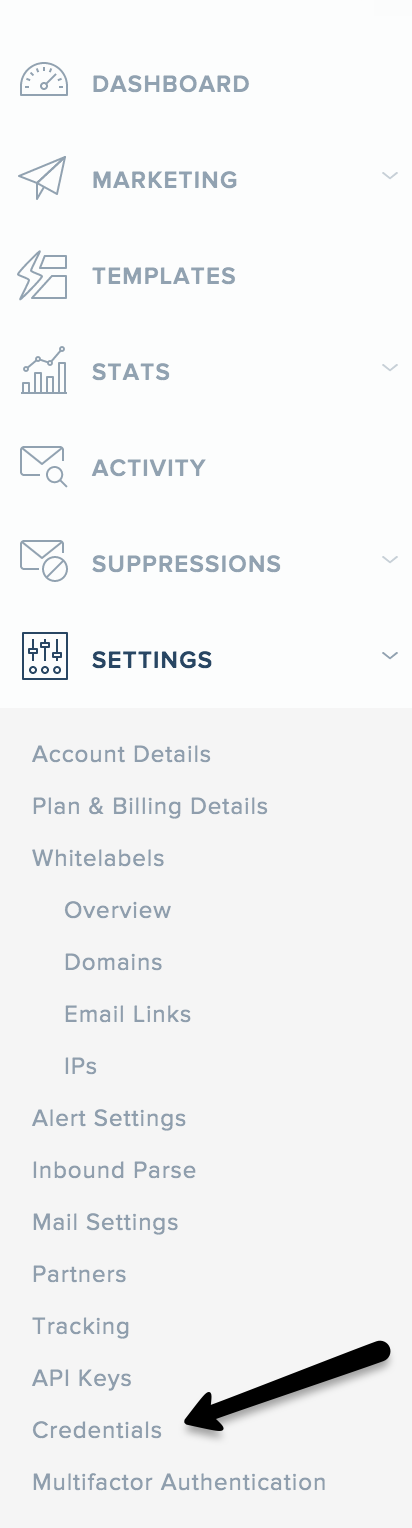 DASHBOARD
MARKETING
TEMPLATES
STATS
ACTIVITY
SUPPRESSIONS
SETTINGS
Account Details
Plan & Billing Details
Whitelabels
Overview
Domains
Email Links
IPs
Alert Settings
Inbound Parse
Mail Settings
Partners
Tracking
API Keys
Credentials
Multifactor Authentication